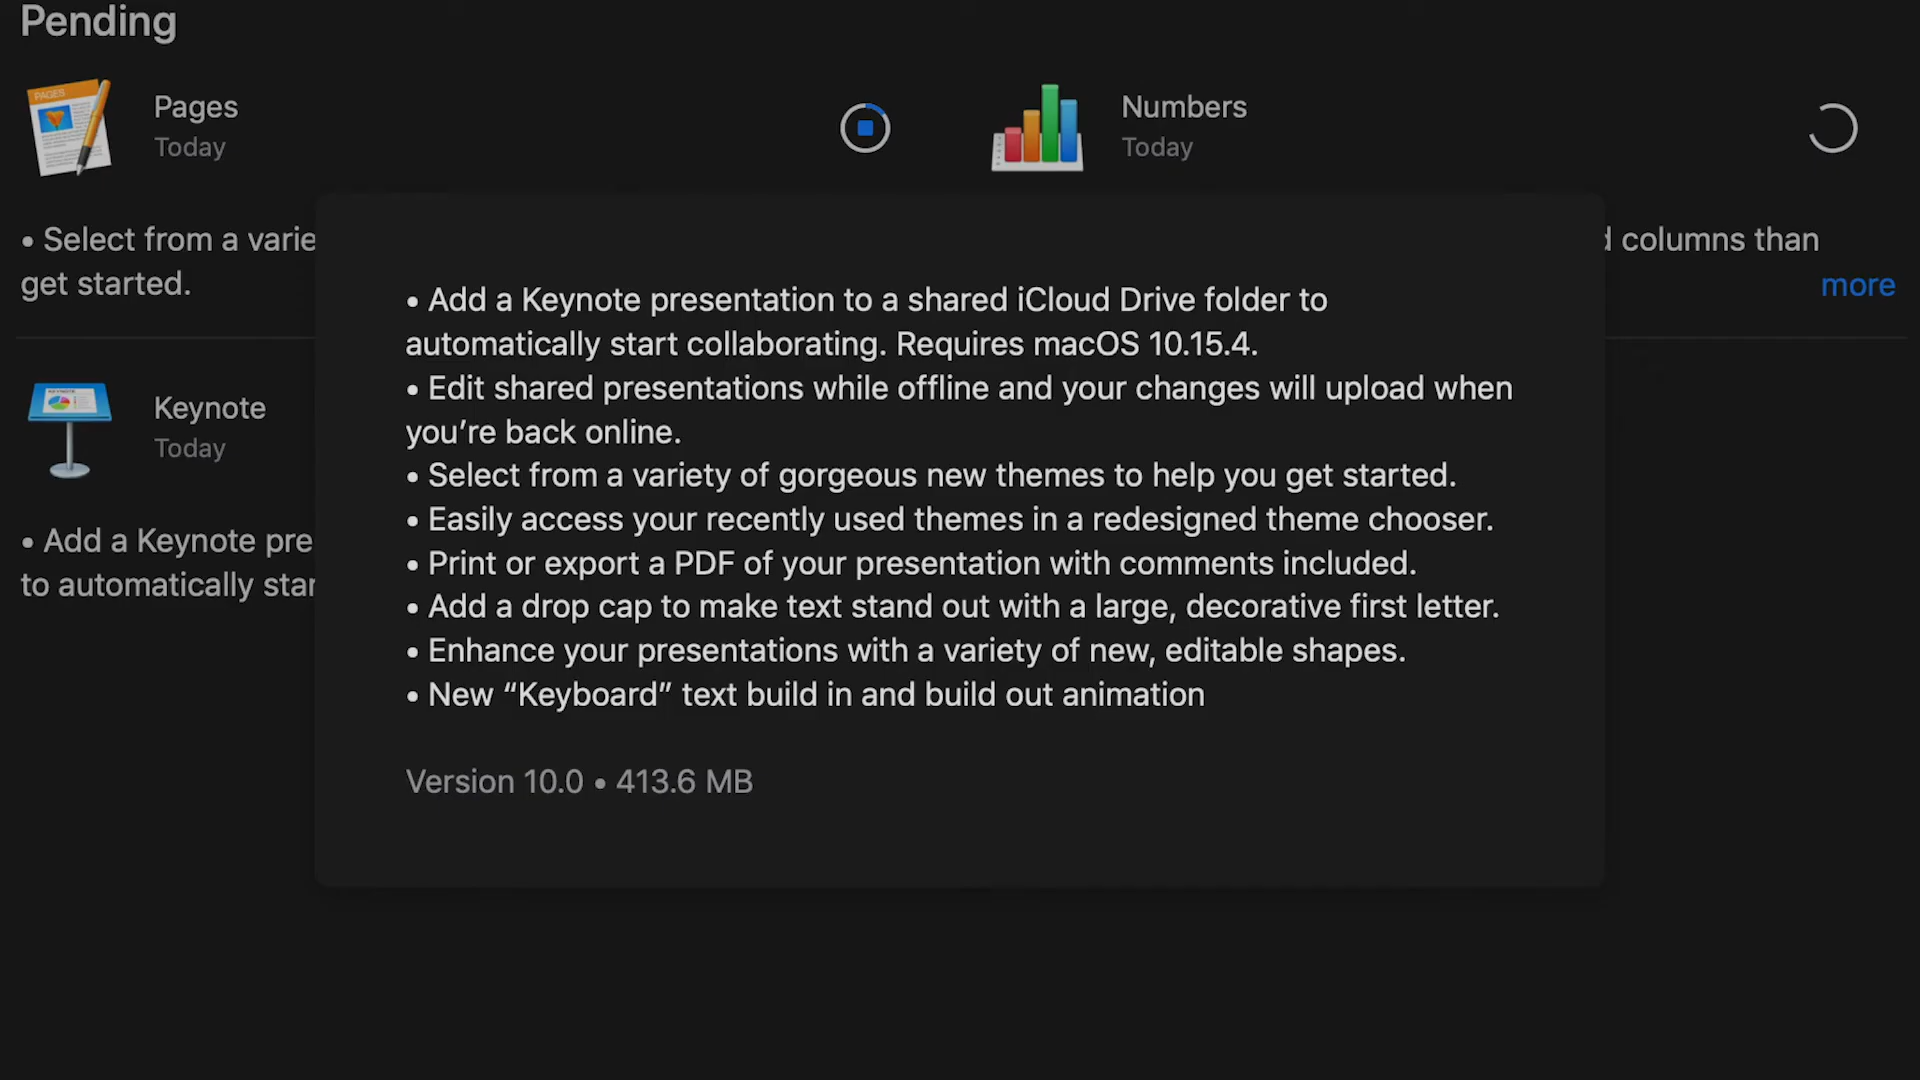 Pending
PAGES
Pages
Today
Numbers
Today
• Select from a varie
get started.
d columns than
more
Keynote
Today
• Add a Keynote pre
to automatically star
• Add a Keynote presentation to a shared iCloud Drive folder to
automatically start collaborating. Requires macOS 10.15.4.
• Edit shared presentations while offline and your changes will upload when
you’re back online.
• Select from a variety of gorgeous new themes to help you get started.
• Easily access your recently used themes in a redesigned theme chooser.
• Print or export a PDF of your presentation with comments included.
• Add a drop cap to make text stand out with a large, decorative first letter.
• Enhance your presentations with a variety of new, editable shapes.
• New “Keyboard” text build in and build out animation
Version 10.0 • 413.6 MB